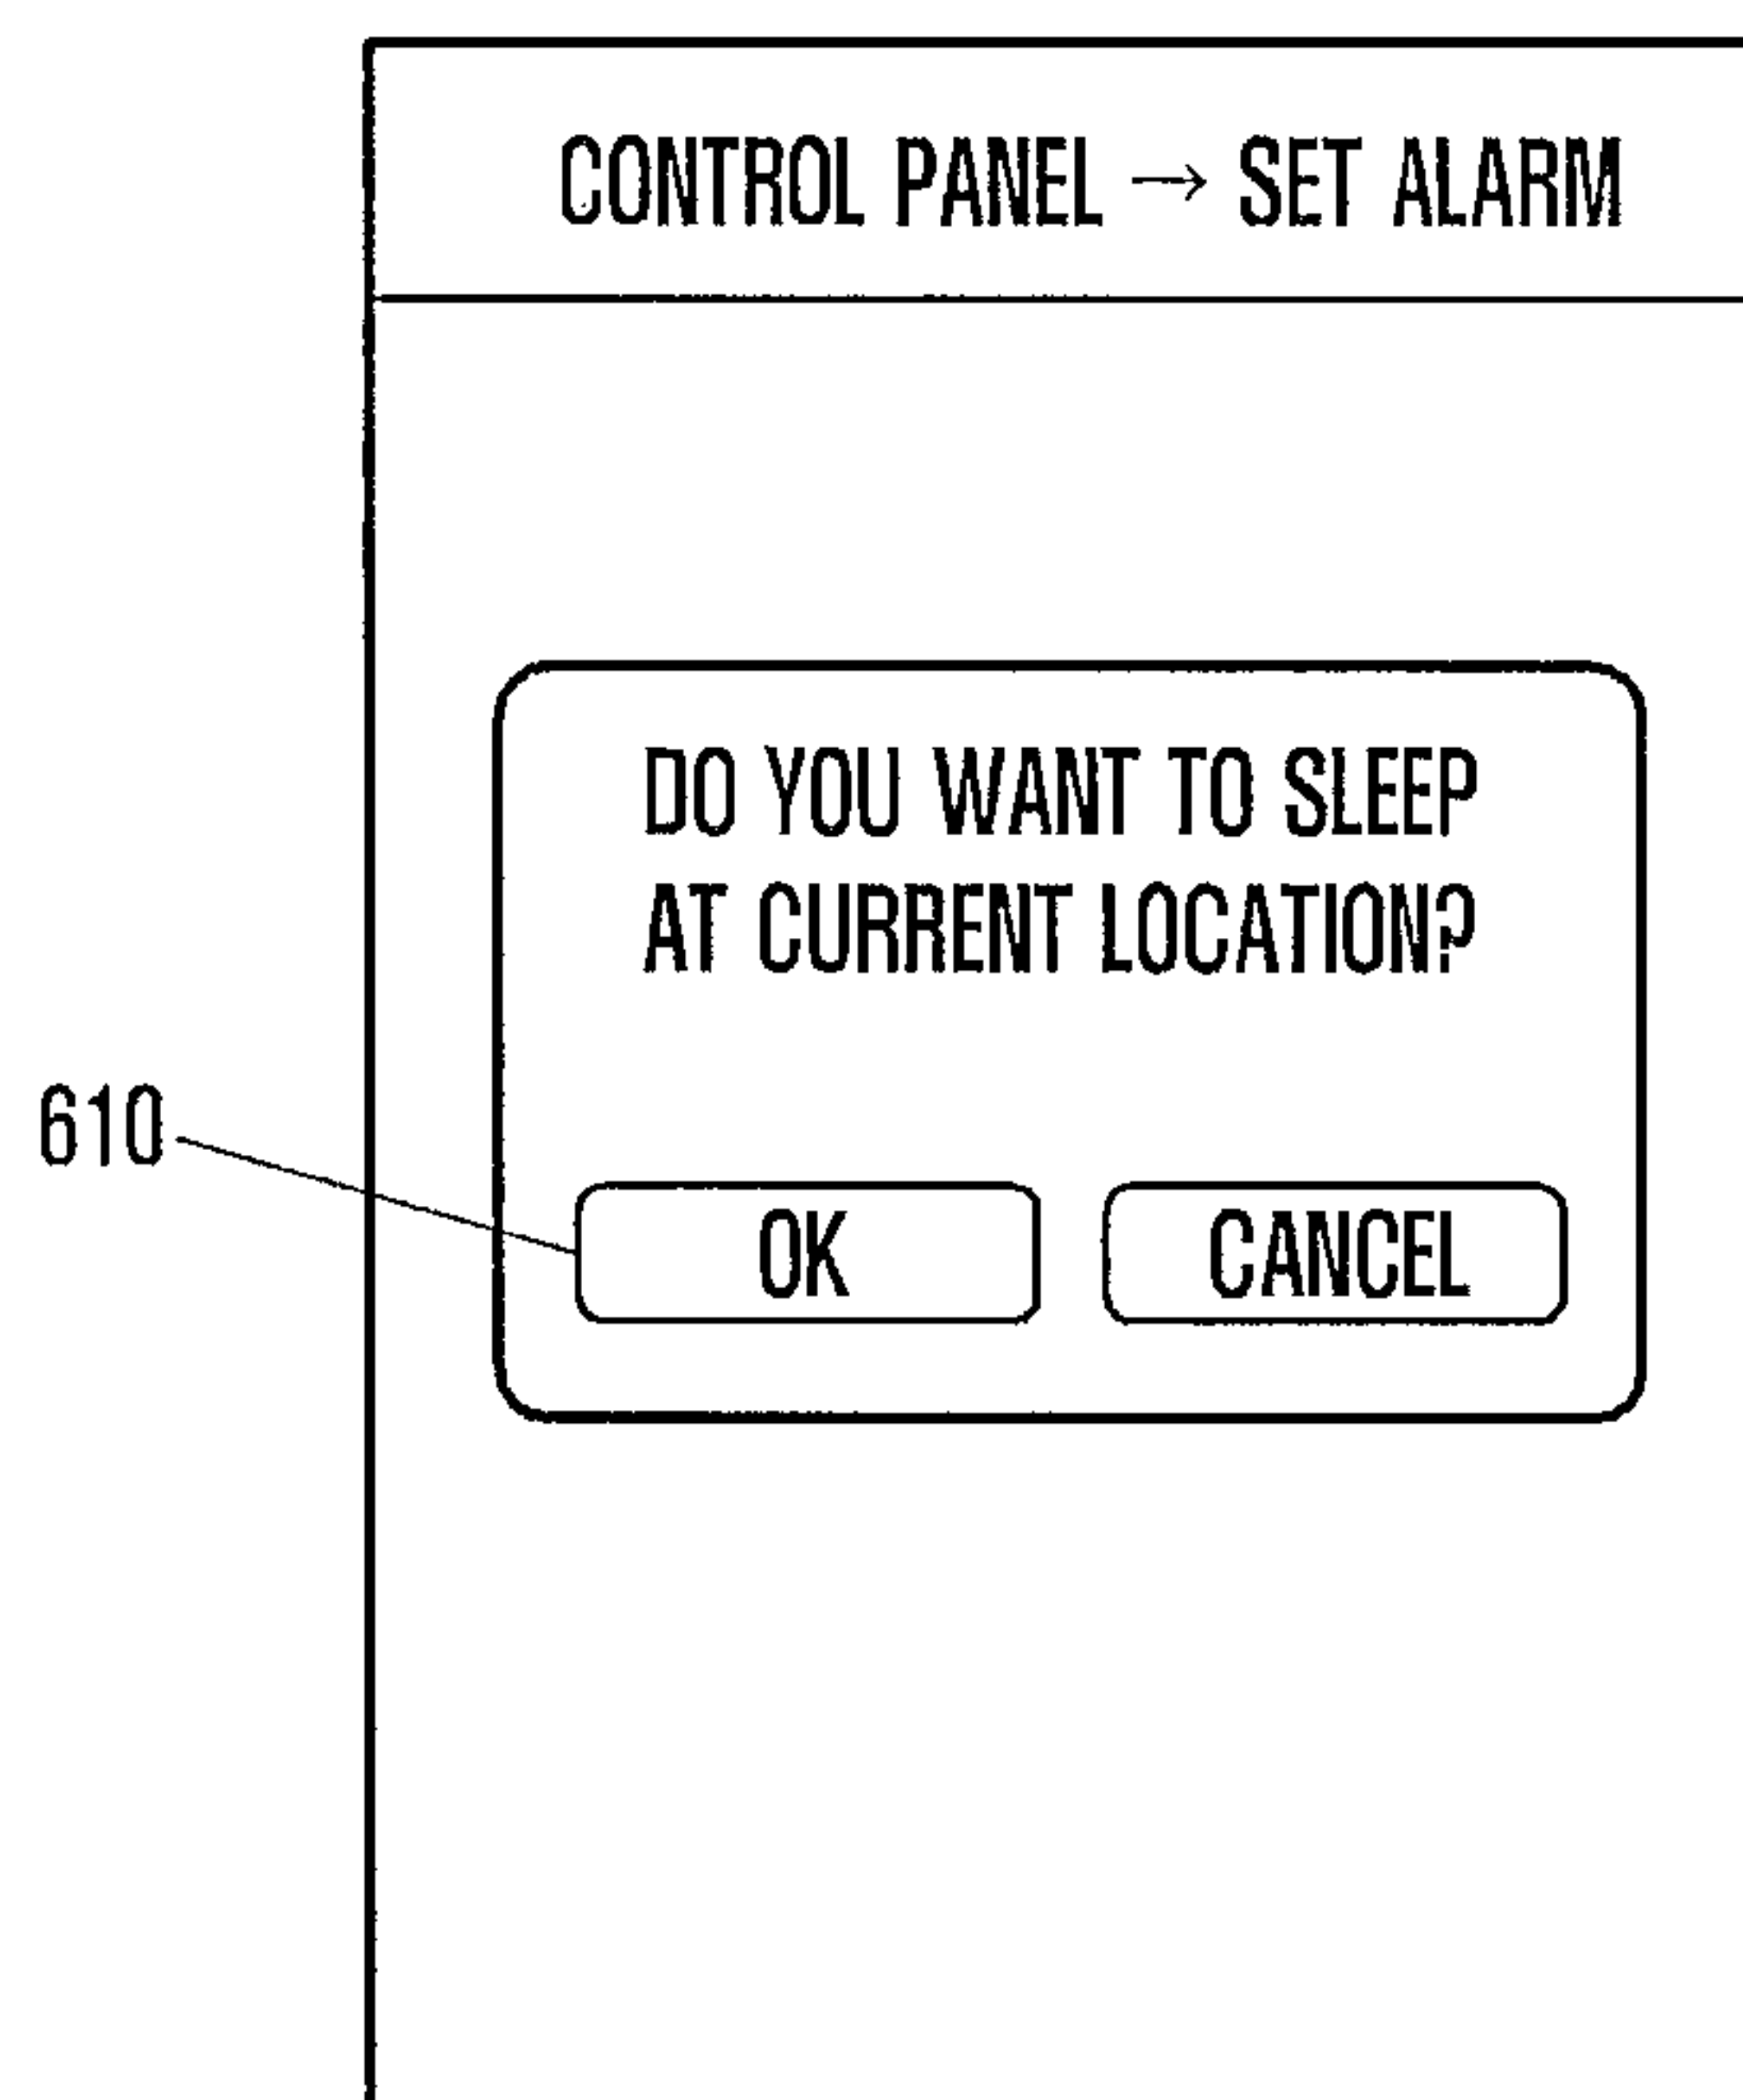 CONTROL PANEL → SET ALARM
DO YOU WANT TO SLEEP
AT CURRENT LOCATION?
610
OK CANCEL